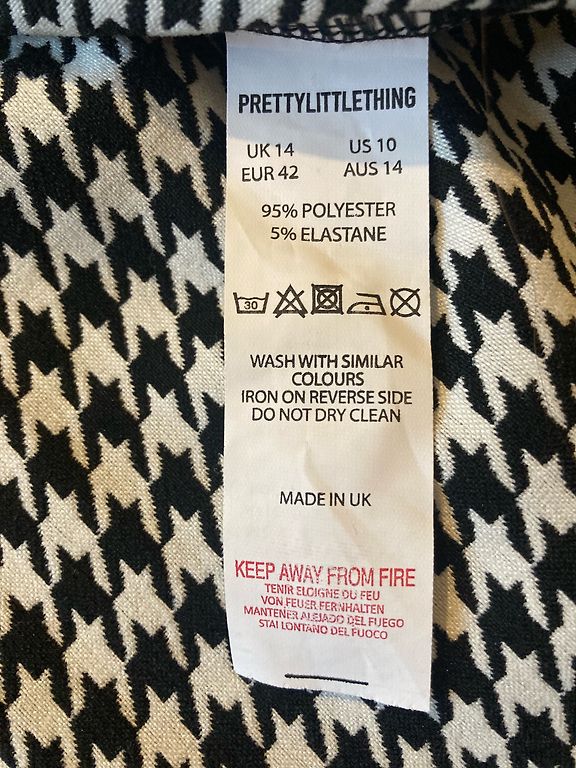 PRETTYLITTLETHING
UK 14 US 10
EUR 42 AUS 14
95% POLYESTER
5% ELASTANE
30
WASH WITH SIMILAR
COLOURS
IRON ON REVERSE SIDE
DO NOT DRY CLEAN
MADE IN UK
KEEP AWAY FROM FIRE
TENIR ELOIGNE DU FEU
VON FEUER FERNHALTEN
MANTENER ALEJADO DEL FUEGO
STAI LONTANO DEL FUOCO